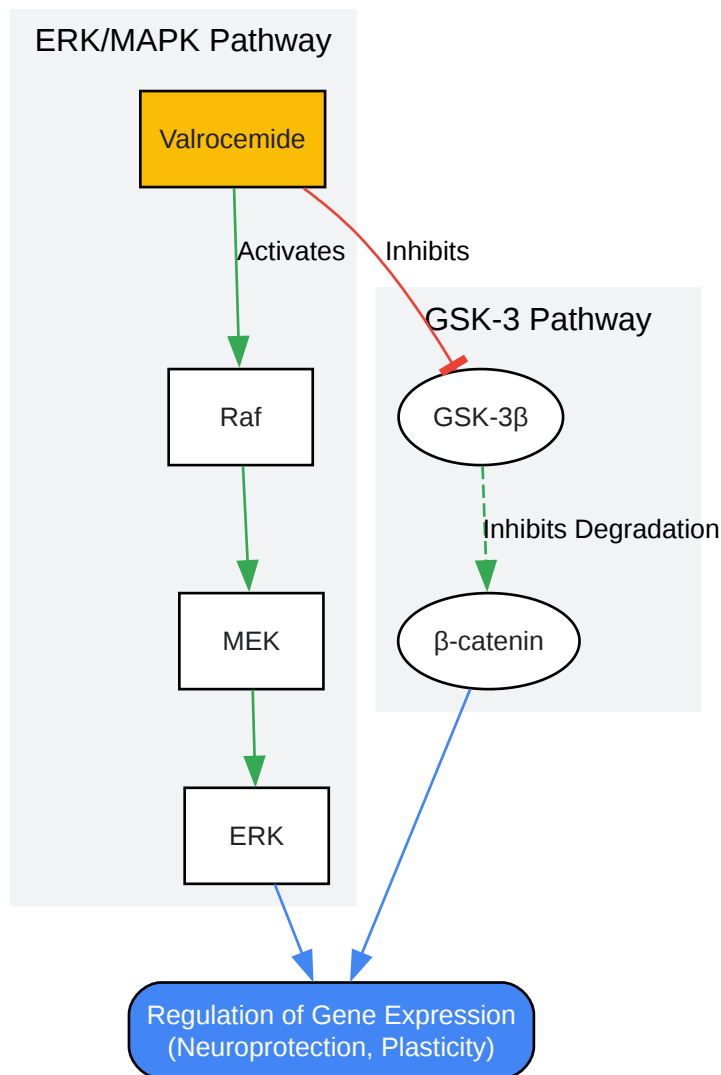 ERK/MAPK Pathway
Valrocemide
Activates
Inhibits
GSK-3 Pathway
Raf
GSK-3β
Inhibits Degradation
MEK
β-catenin
ERK
Regulation of Gene Expression
(Neuroprotection, Plasticity)